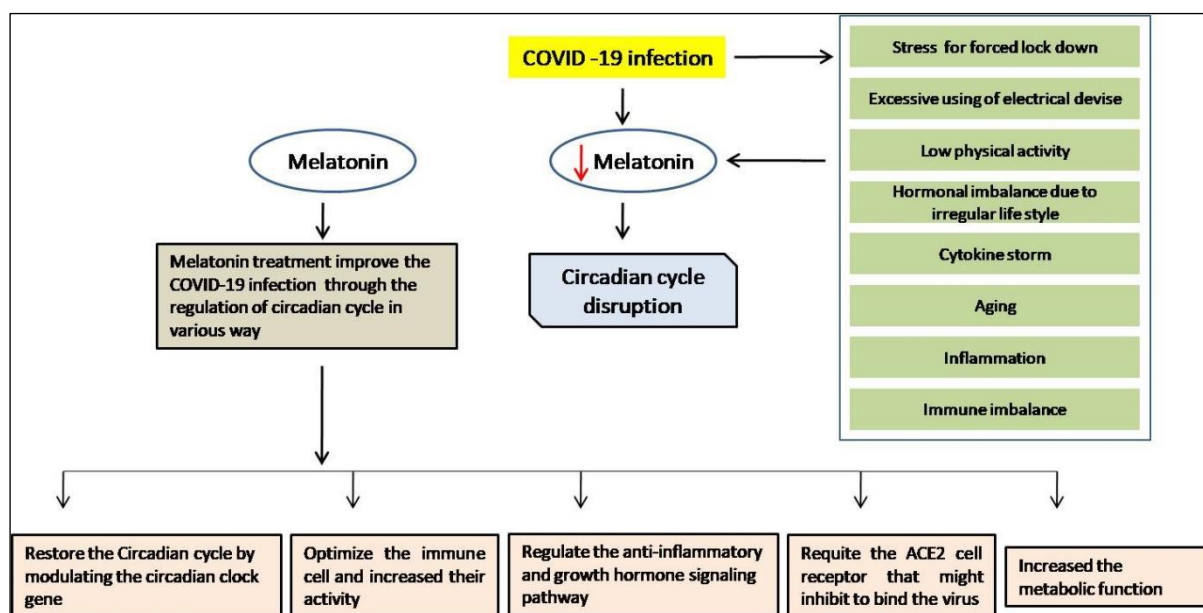 COVID -19 infection
Stress for forced lock down
Excessive using of electrical devise
Low physical activity
Hormonal imbalance due to
irregular life style
Cytokine storm
Aging
Inflammation
Immune imbalance
Melatonin
Melatonin
Melatonin treatment improve the
COVID-19 infection through the
regulation of circadian cycle in
various way
Circadian cycle
disruption
Restore the Circadian cycle by
modulating the circadian clock
gene
Optimize the immune
cell and increased their
activity
Regulate the anti-inflammatory
and growth hormone signaling
pathway
Requite the ACE2 cell
receptor that might
inhibit to bind the virus
Increased the
metabolic function